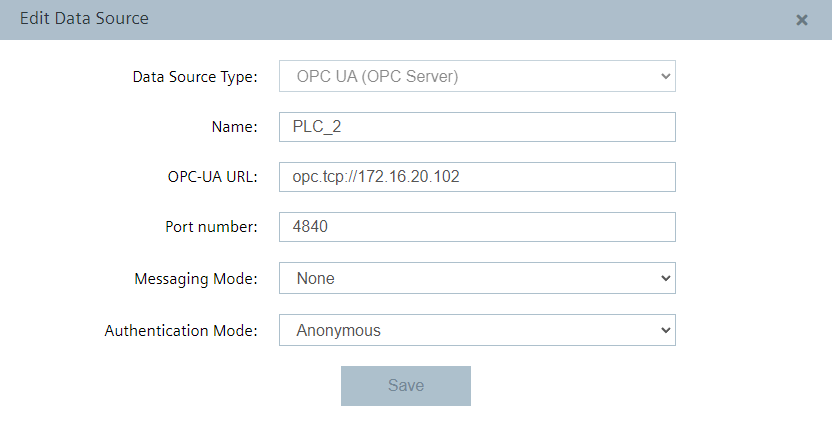 Edit Data Source
Data Source Type: OPC UA (OPC Server)
Name: PLC_2
OPC-UA URL: opc.tcp://172.16.20.102
Port number: 4840
Messaging Mode: None
Authentication Mode: Anonymous
Save